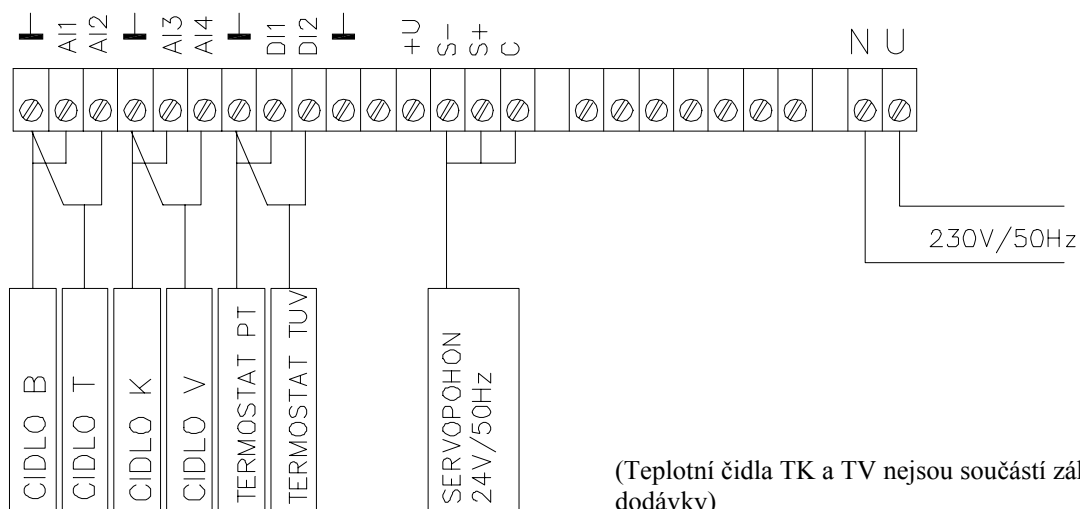 AI1
AI2
AI3
AI4
DI1
DI2
+U
S-
S+
C
N U
230V/50Hz
CIDLO B
CIDLO T
CIDLO K
CIDLO V
TERMOSTAT PT
TERMOSTAT TUV
SERVOPOHON
24V/50Hz
(Teplotní čidla TK a TV nejsou součástí
dodávky)